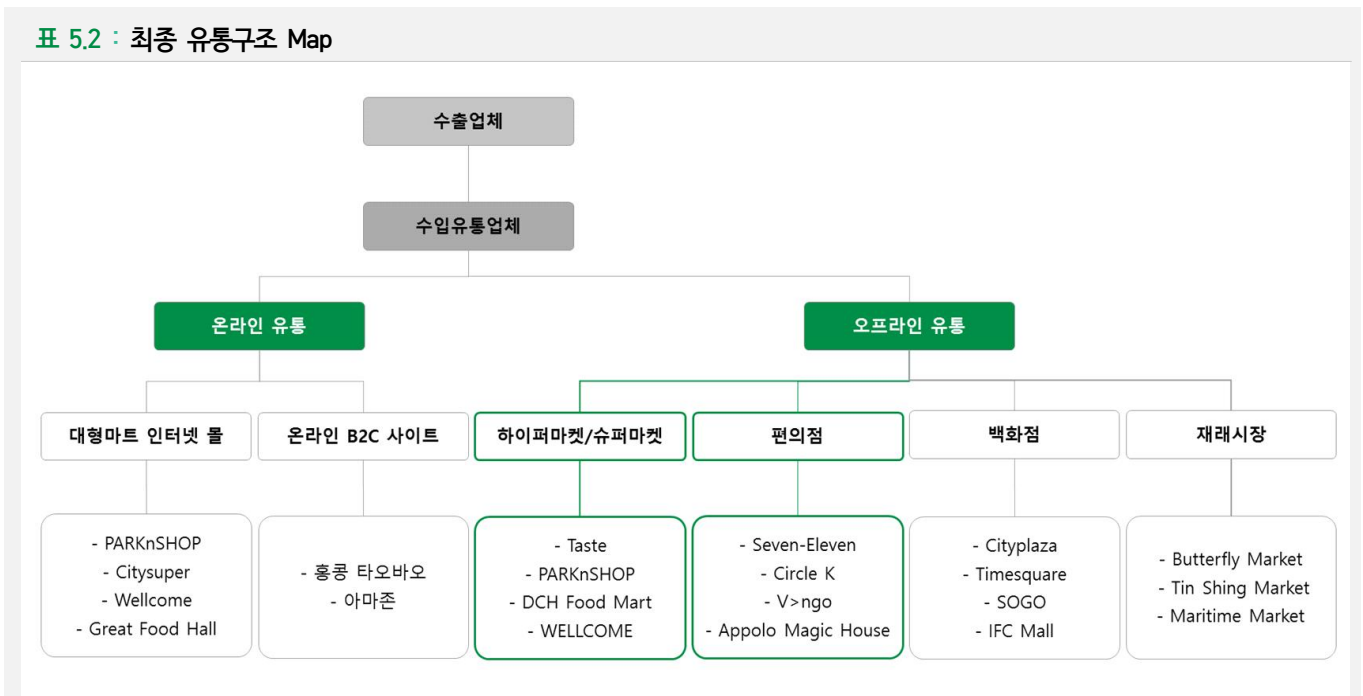 표 5.2 : 최종 유통구조 Map
수출업체
수입유통업체
온라인 유통
오프라인 유통
대형마트 인터넷 몰
온라인 B2C 사이트
하이퍼마켓/슈퍼마켓
편의점
백화점
재래시장
- PARKnSHOP
- Citysuper
- Wellcome
- Great Food Hall
- 홍콩 타오바오
- 아마존
- Taste
- PARKnSHOP
- DCH Food Mart
- WELLCOME
- Seven-Eleven
- Circle K
- V>ngo
- Appolo Magic House
- Cityplaza
- Timesquare
- SOGO
- IFC Mall
- Butterfly Market
- Tin Shing Market
- Maritime Market